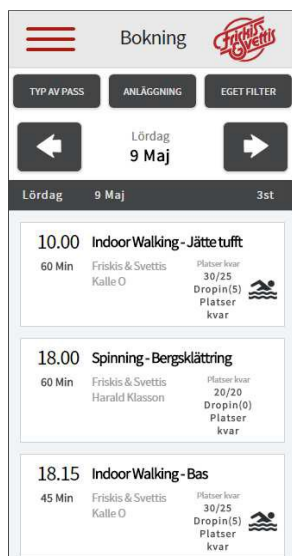 Bokning
Friskis & Svettis
TYP AV PASS
ANLÄGGNING
EGET FILTER
Lördag
9 Maj
Lördag 9 Maj 3st
10.00 Indoor Walking - Jätte tufft
60 Min Friskis & Svettis Platser kvar
Kalle O 30/25
Dropin(5)
Platser
kvar
18.00 Spinning - Bergsklättring
60 Min Friskis & Svettis Platser kvar
Harald Klasson 20/20
Dropin(0)
Platser
kvar
18.15 Indoor Walking - Bas
45 Min Friskis & Svettis Platser kvar
Kalle O 30/25
Dropin(5)
Platser
kvar